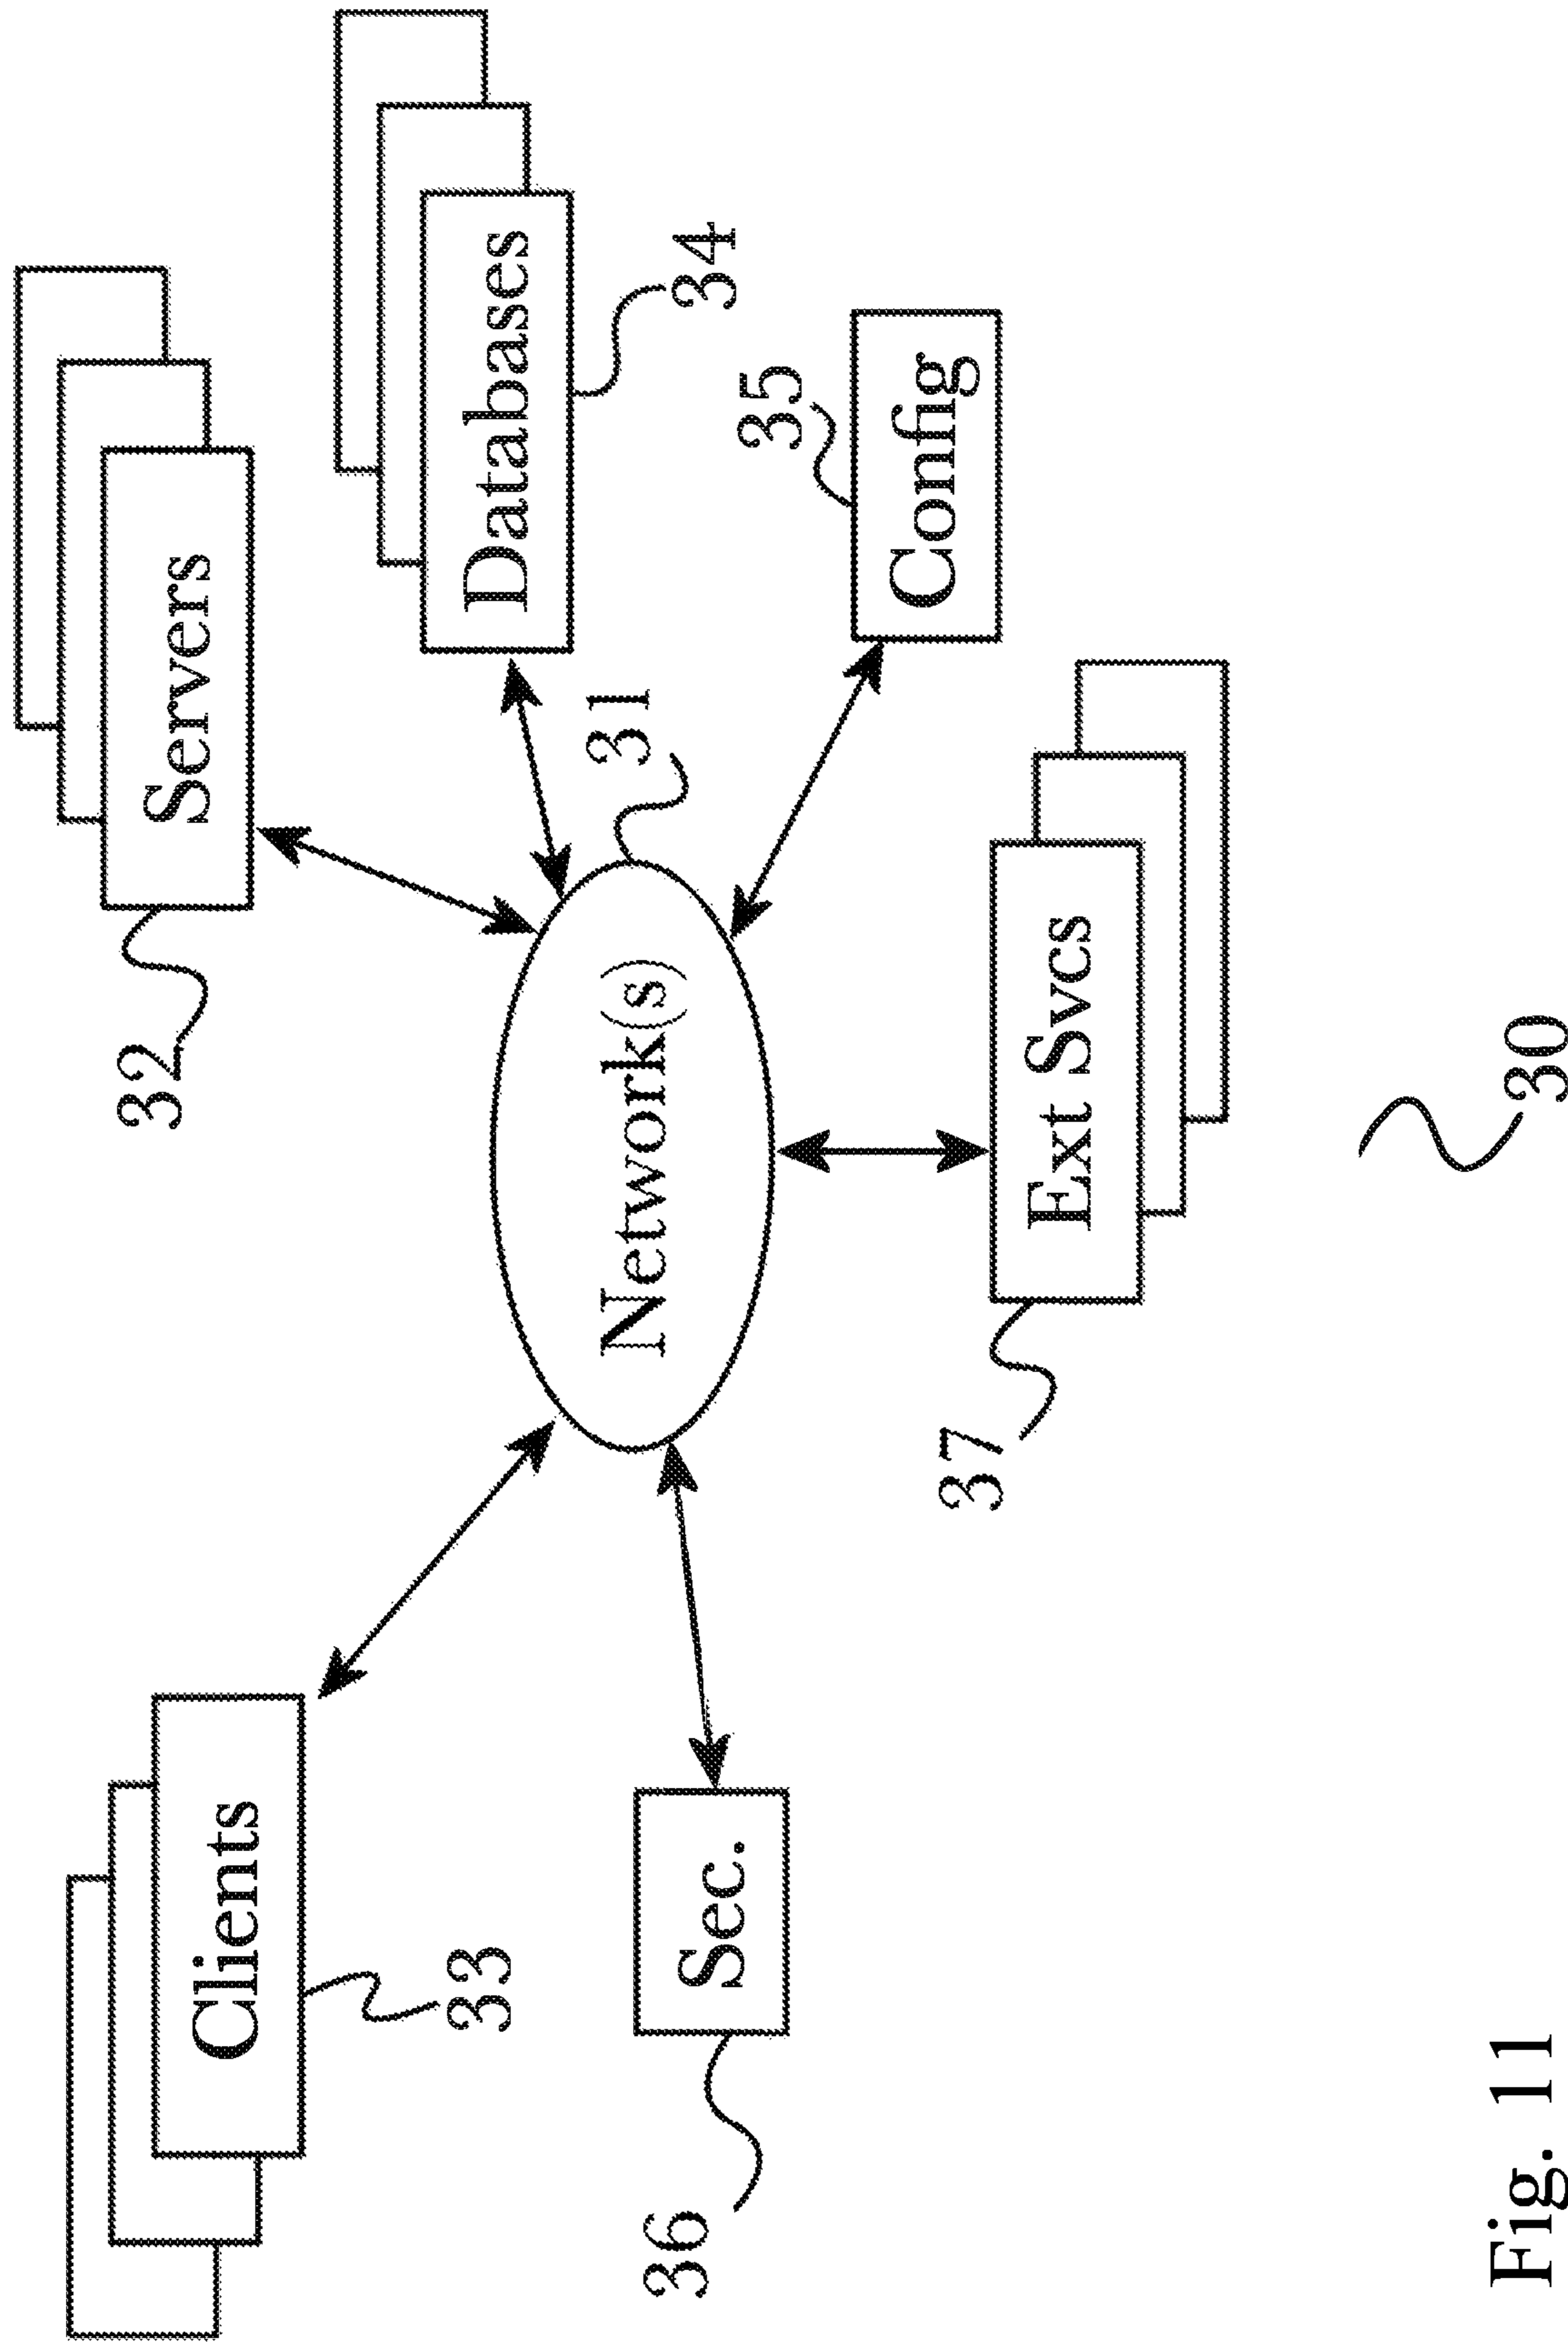 32
Servers
Clients
33
Databases
34
31
Network(s)
35
Config
36
Sec.
37
Ext Svcs
30
Fig. 11